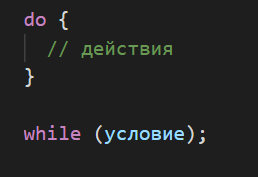 do {
  // действия
}
while (условие);